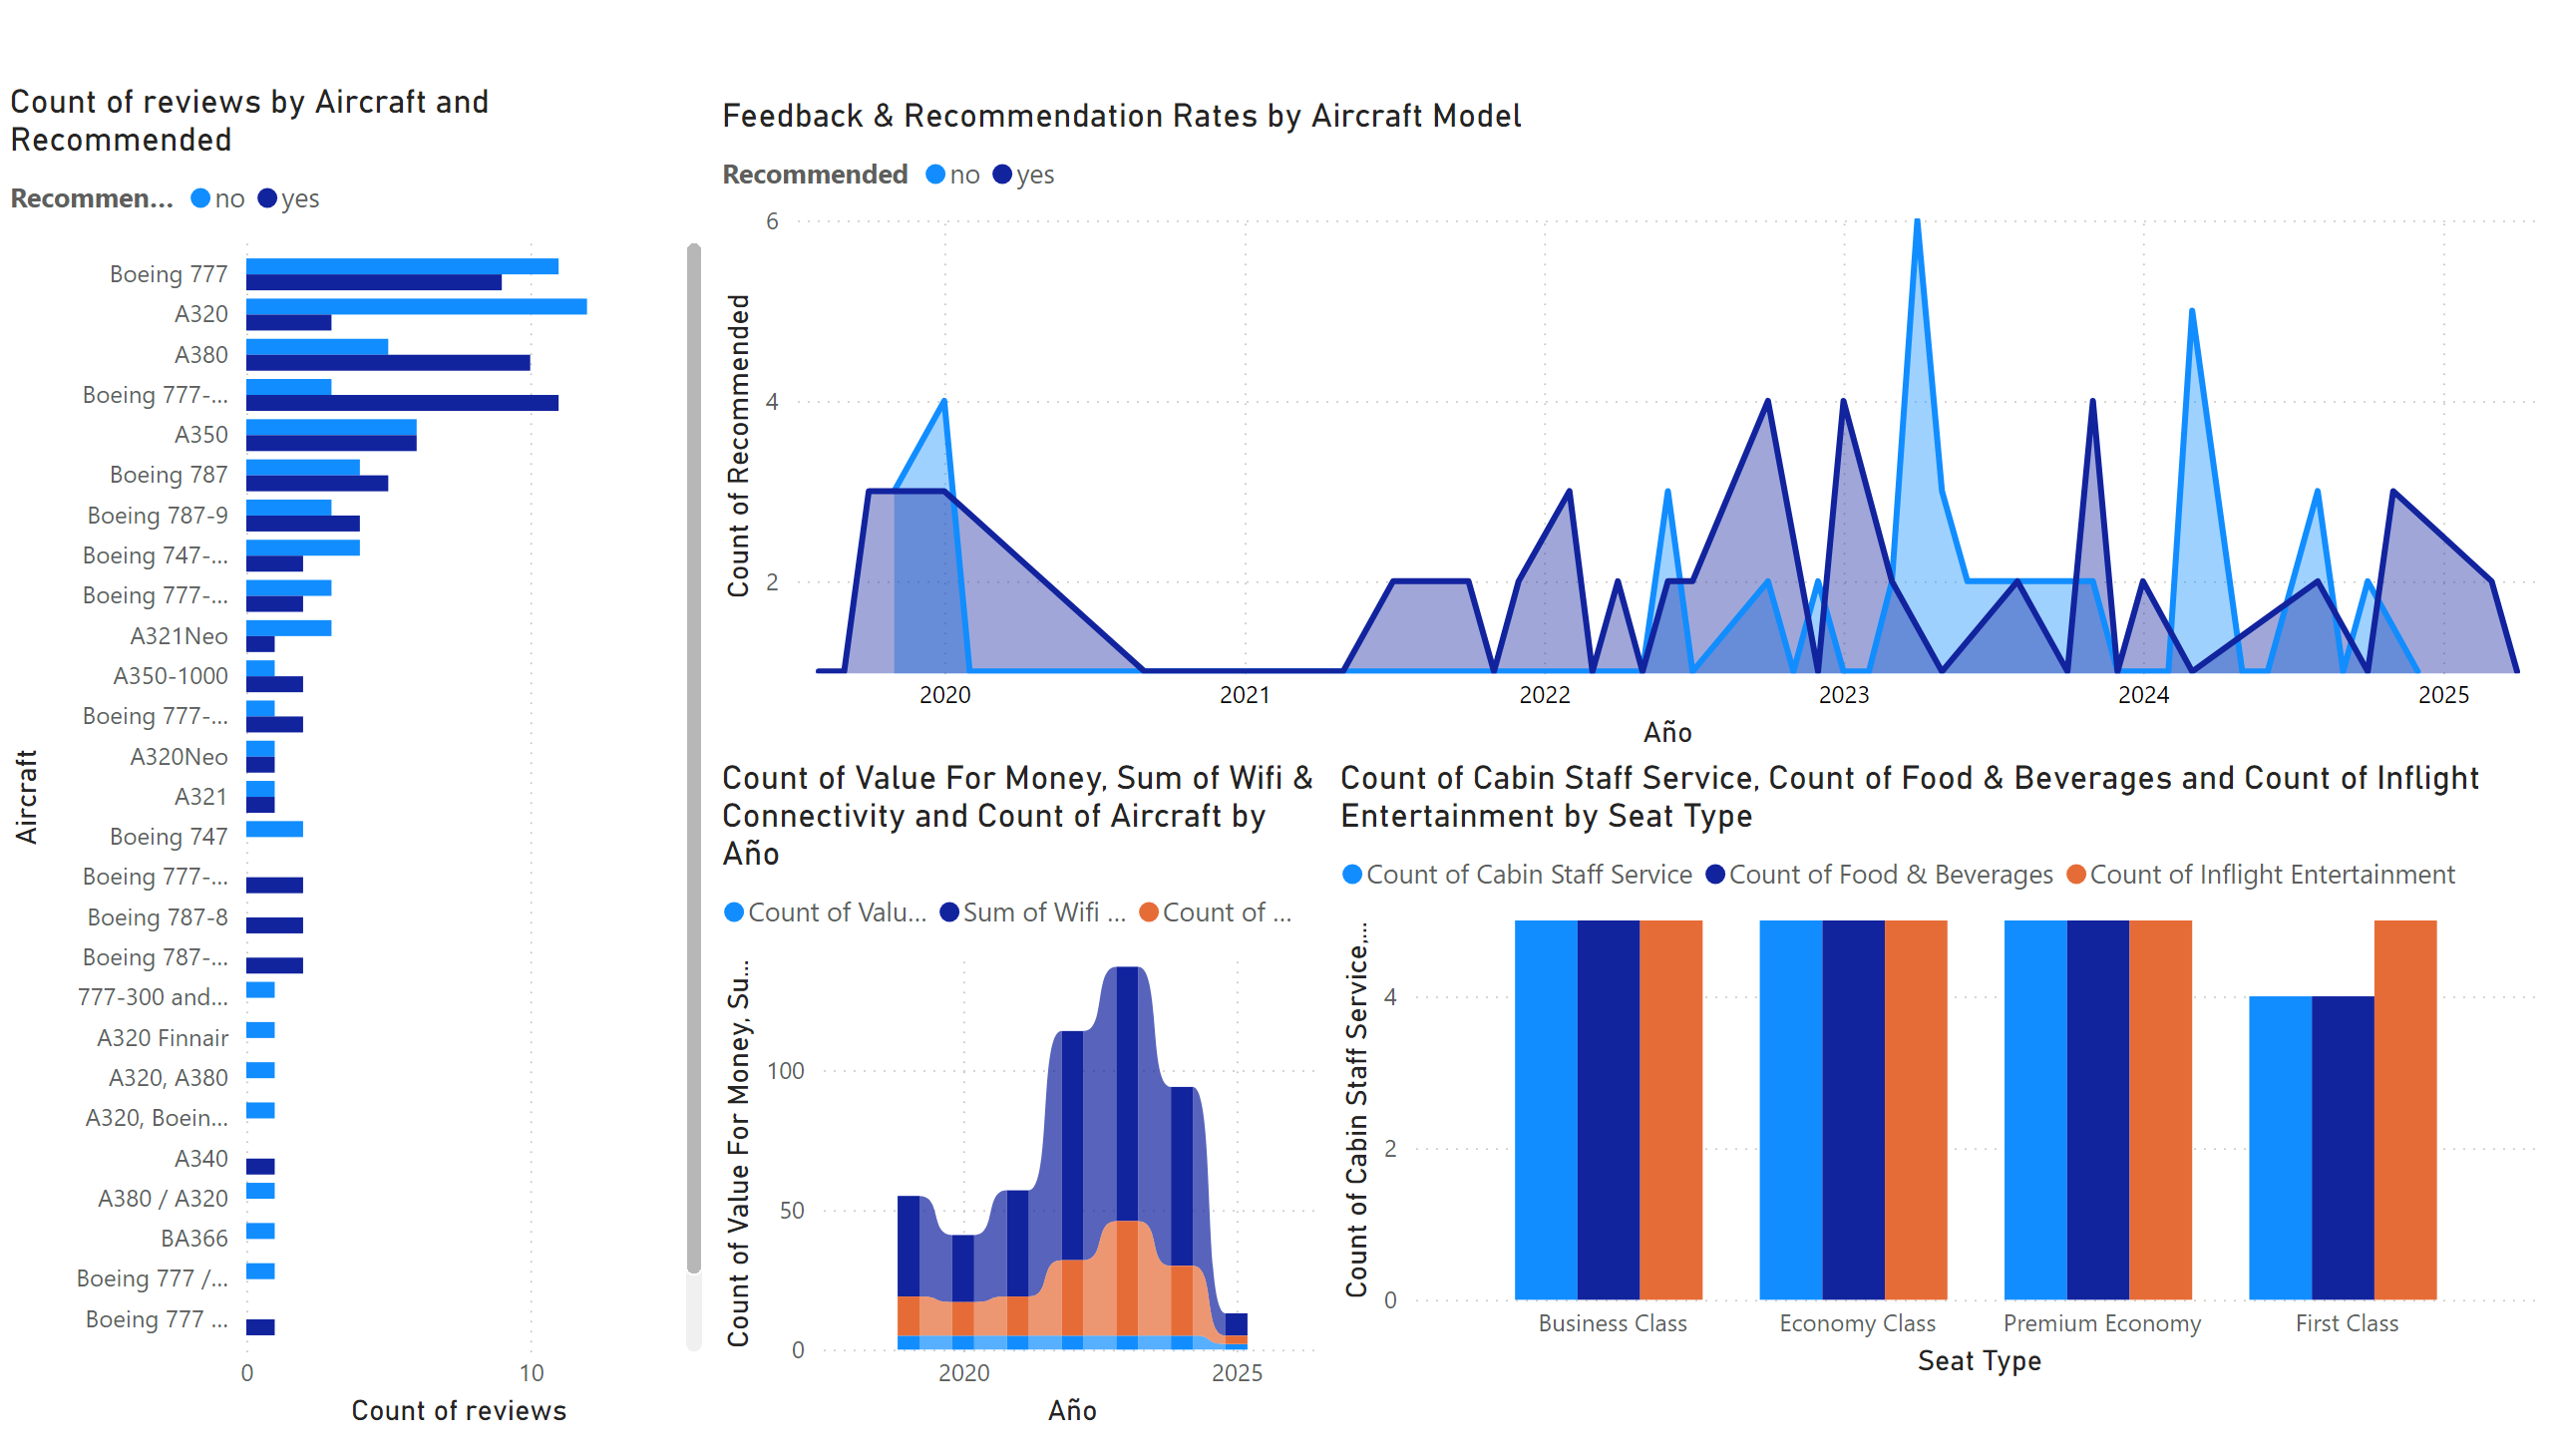 Count of reviews by Aircraft and
Recommended
Recommen... no yes
Boeing 777
A320
A380
Boeing 777-...
A350
Boeing 787
Boeing 787-9
Boeing 747-...
Boeing 777-...
A321Neo
A350-1000
Boeing 777-...
A320Neo
A321
Boeing 747
Boeing 777-...
Boeing 787-8
Boeing 787-...
777-300 and...
A320 Finnair
A320, A380
A320, Boein...
A340
A380 / A320
BA366
Boeing 777 /...
Boeing 777 ...
Aircraft
0 10
Count of reviews
Feedback & Recommendation Rates by Aircraft Model
Recommended no yes
6
4
2
Count of Recommended
2020 2021 2022 2023 2024 2025
Año
Count of Value For Money, Sum of Wifi &
Connectivity and Count of Aircraft by
Año
Count of Valu... Sum of Wifi ... Count of ...
Count of Value For Money, Su...
100
50
0
2020 2025
Año
Count of Cabin Staff Service, Count of Food & Beverages and Count of Inflight
Entertainment by Seat Type
Count of Cabin Staff Service Count of Food & Beverages Count of Inflight Entertainment
Count of Cabin Staff Service,...
4
2
0
Business Class Economy Class Premium Economy First Class
Seat Type